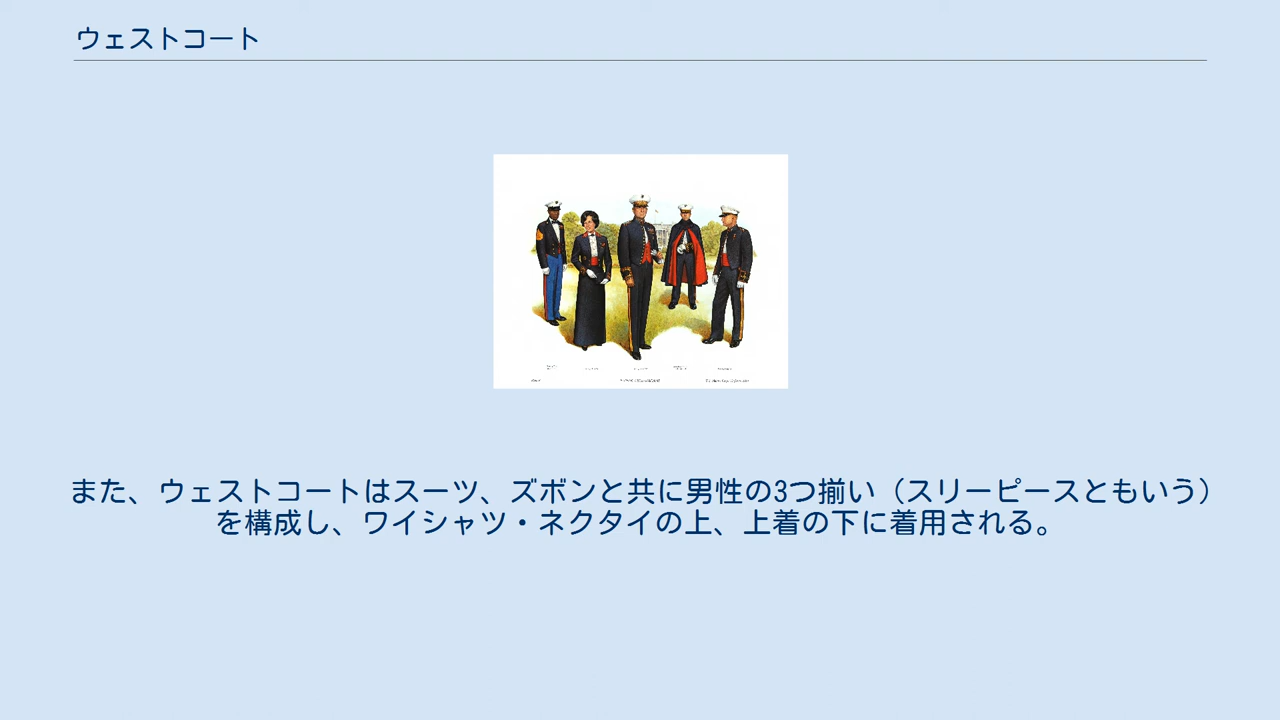 ウェストコート
また、ウェストコートはスーツ、ズボンと共に男性の3つ揃い（スリーピースともいう）
を構成し、ワイシャツ・ネクタイの上、上着の下に着用される。